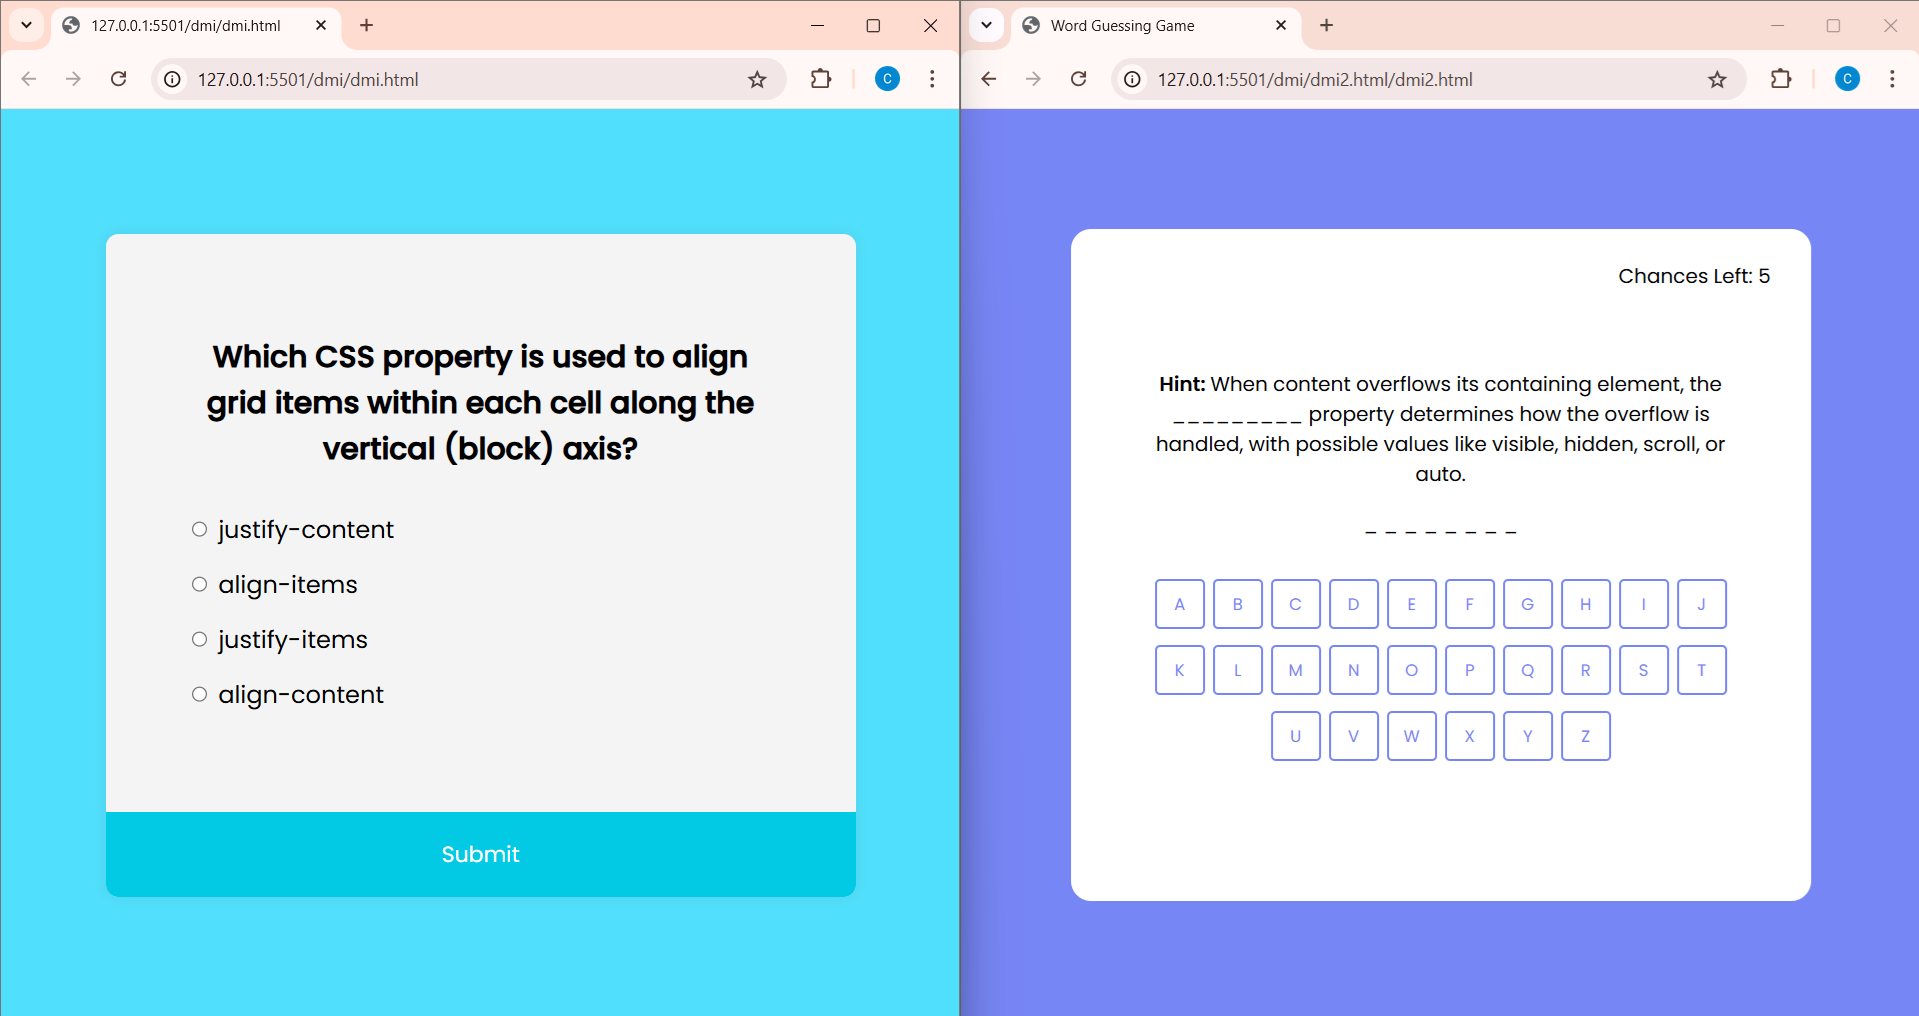 127.0.0.1:5501/dmi/dmi.html
127.0.0.1:5501/dmi/dmi.html
C
Which CSS property is used to align
grid items within each cell along the
vertical (block) axis?
justify-content
align-items
justify-items
align-content
Submit
Word Guessing Game
127.0.0.1:5501/dmi/dmi2.html/dmi2.html
C
Chances Left: 5
Hint: When content overflows its containing element, the
_________ property determines how the overflow is
handled, with possible values like visible, hidden, scroll, or
auto.
_ _ _ _ _ _ _ _
A B C D E F G H I J
K L M N O P Q R S T
U V W X Y Z